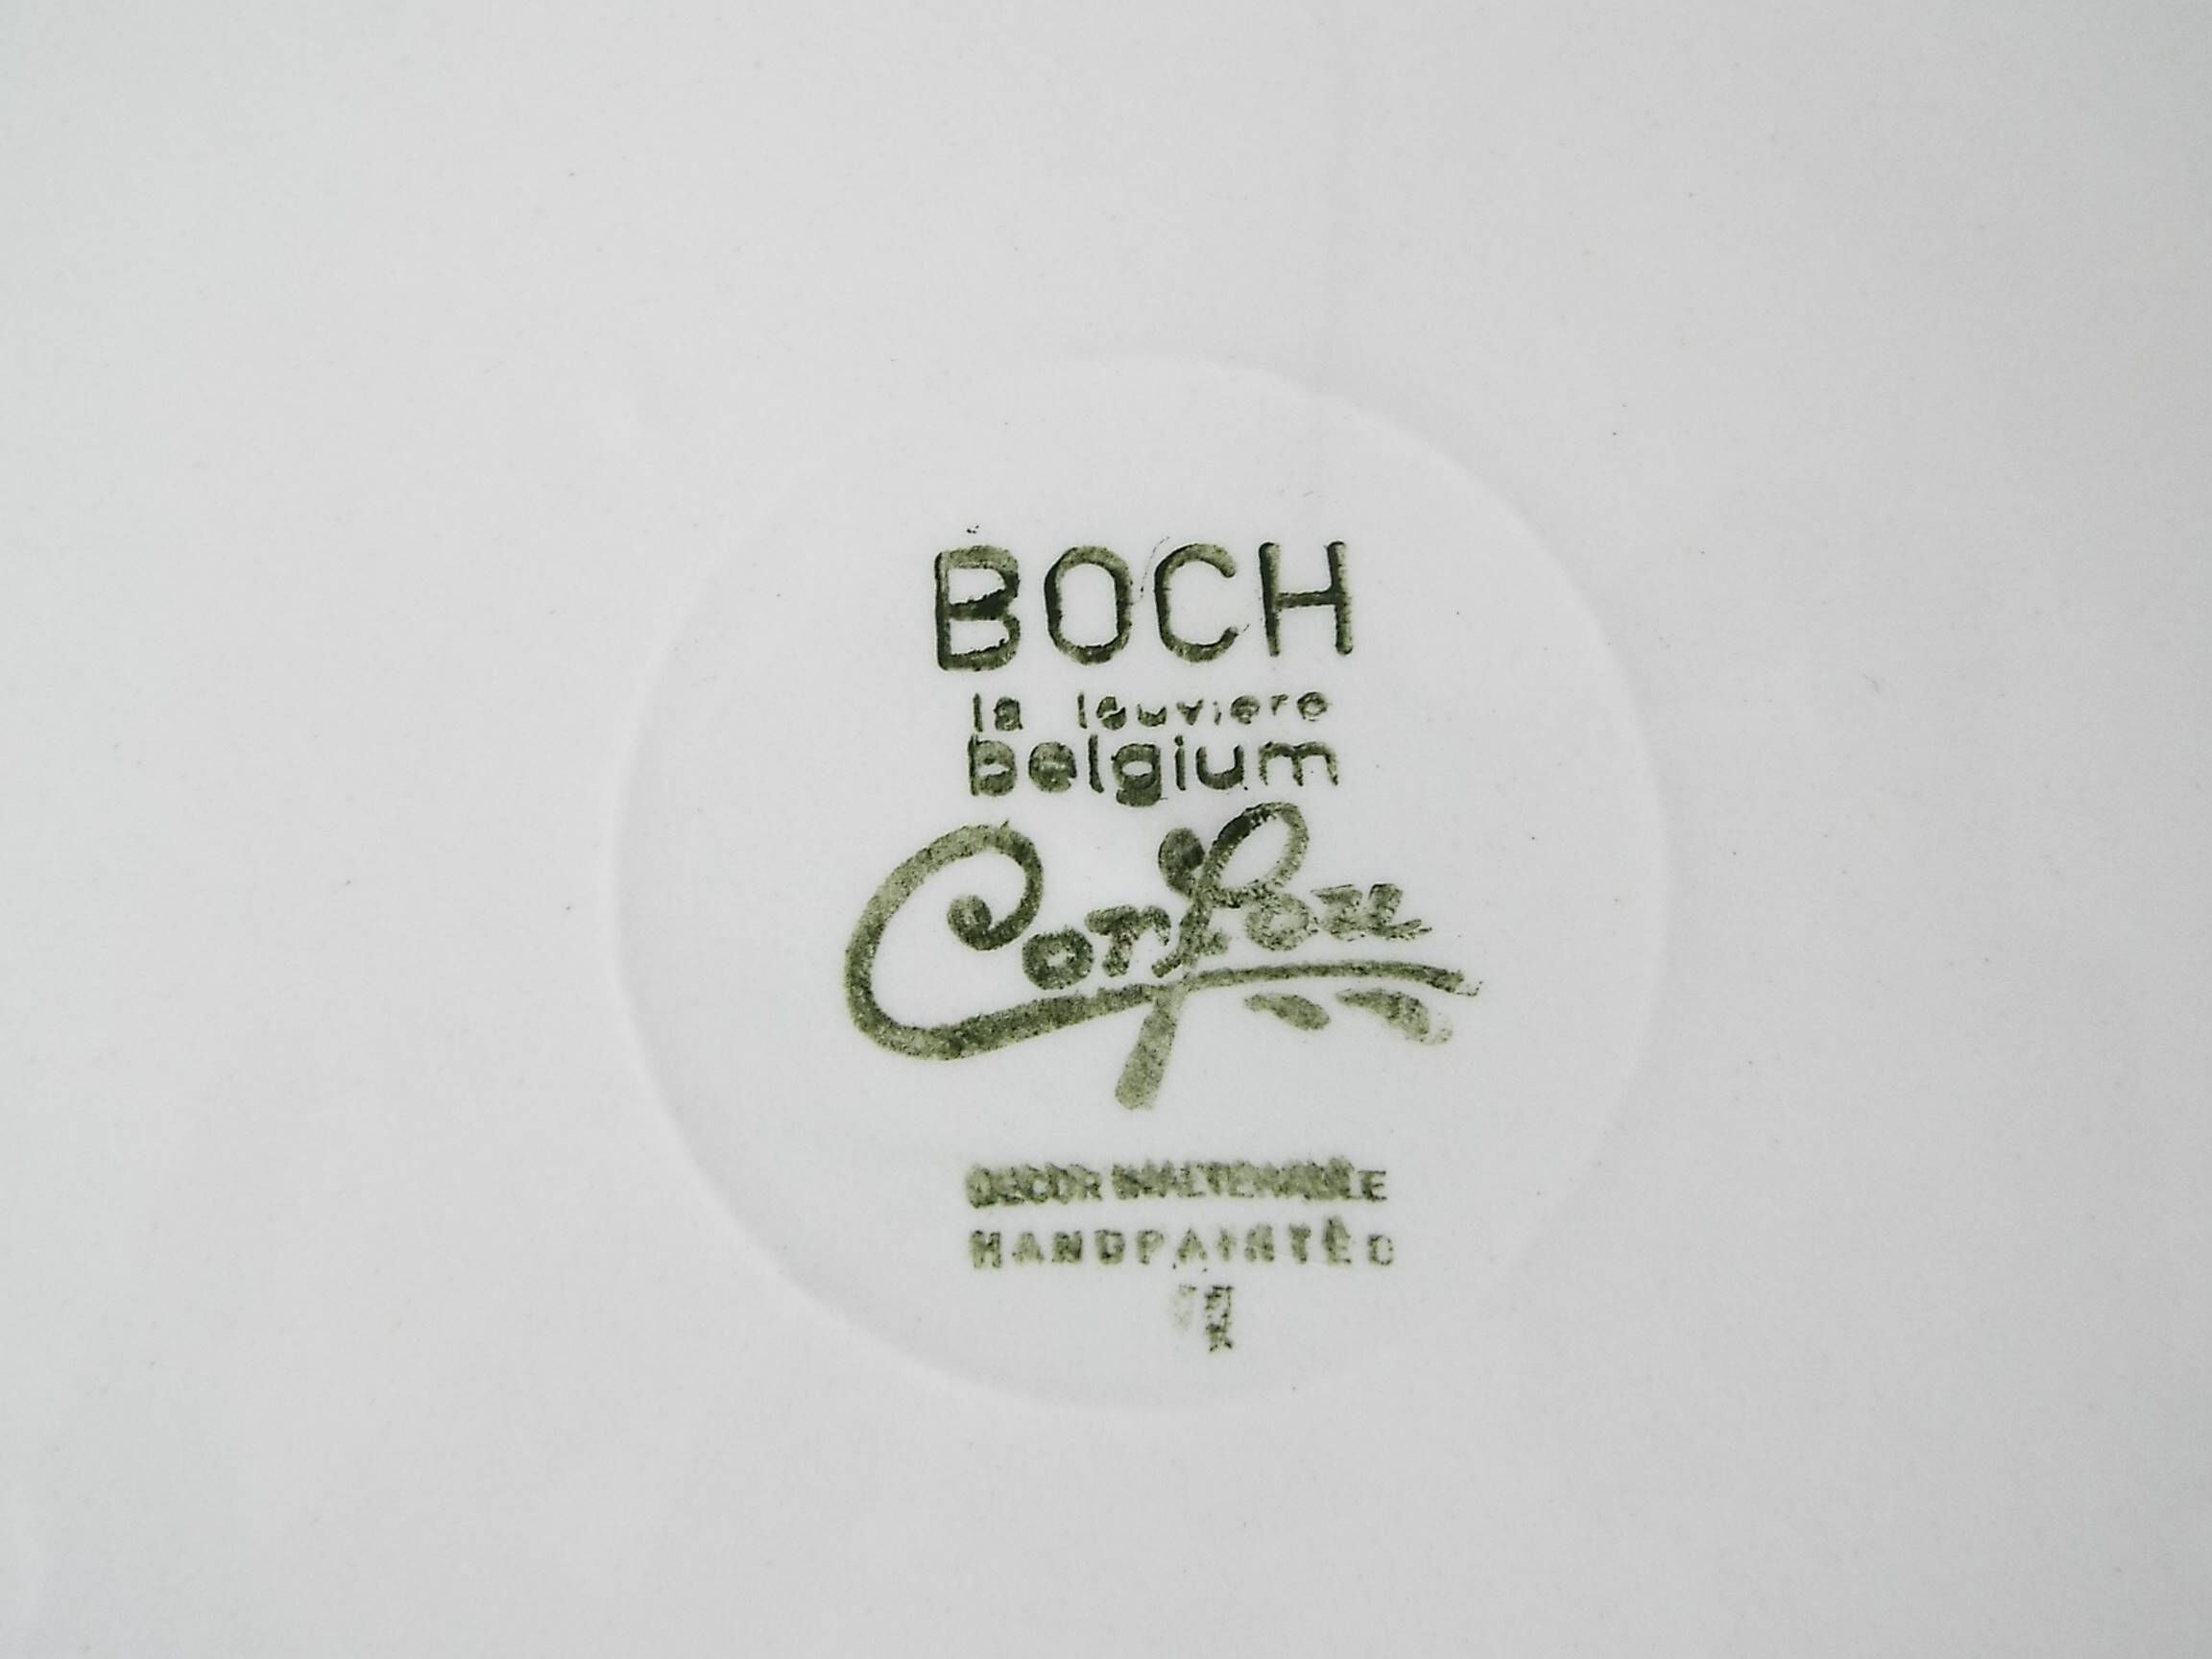 BOCH
la louviere
belgium
Corfou
DECOR INALTERABLE
HANDPAINTED